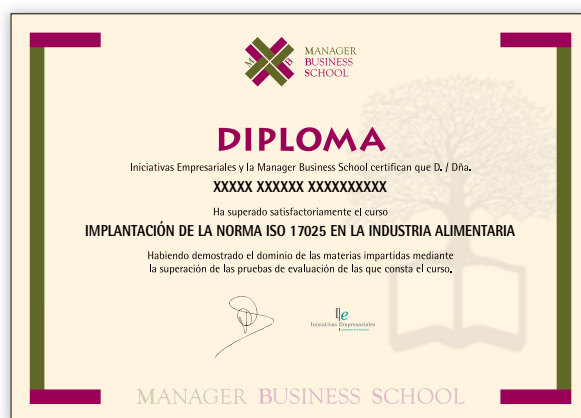 M B
MANAGER
BUSINESS
SCHOOL
DIPLOMA
Iniciativas Empresariales y la Manager Business School certifican que D. / Dña.
XXXXX XXXXXX XXXXXXXXXX
Ha superado satisfactoriamente el curso
IMPLANTACIÓN DE LA NORMA ISO 17025 EN LA INDUSTRIA ALIMENTARIA
Habiendo demostrado el dominio de las materias impartidas mediante
la superación de las pruebas de evaluación de las que consta el curso.
Iniciativas Empresariales
MANAGER BUSINESS SCHOOL